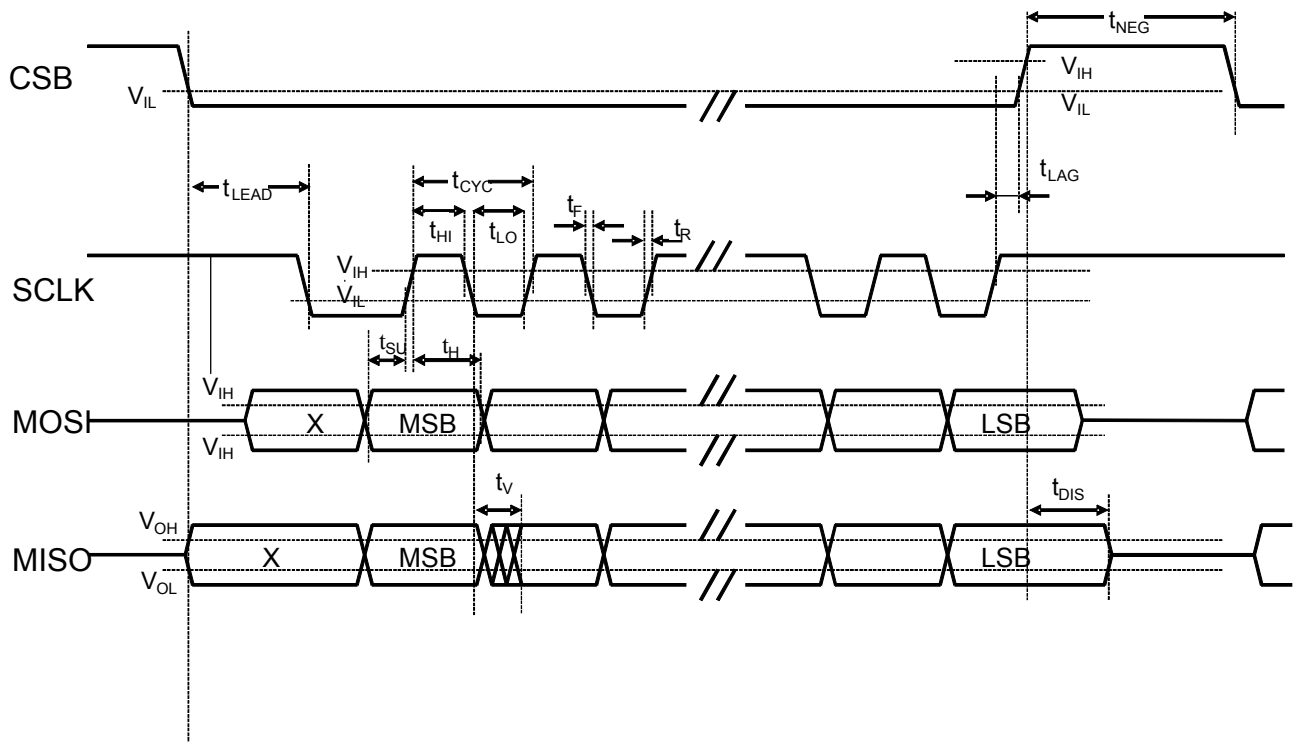 tNEG
CSB
VIH
VIL
VIL
tLAG
tLEAD
tCYC
tF
tR
tHI
tLO
VIH
SCLK
VIL
tSU
tH
VIH
MOSI
X
MSB
LSB
VIH
tV
tDIS
VOH
MISO
X
MSB
LSB
VOL